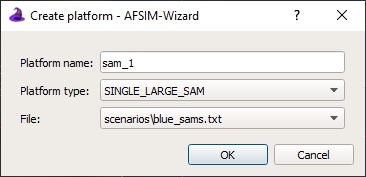 Create platform - AFSIM-Wizard
Platform name: sam_1
Platform type: SINGLE_LARGE_SAM
File: scenarios\blue_sams.txt
OK Cancel